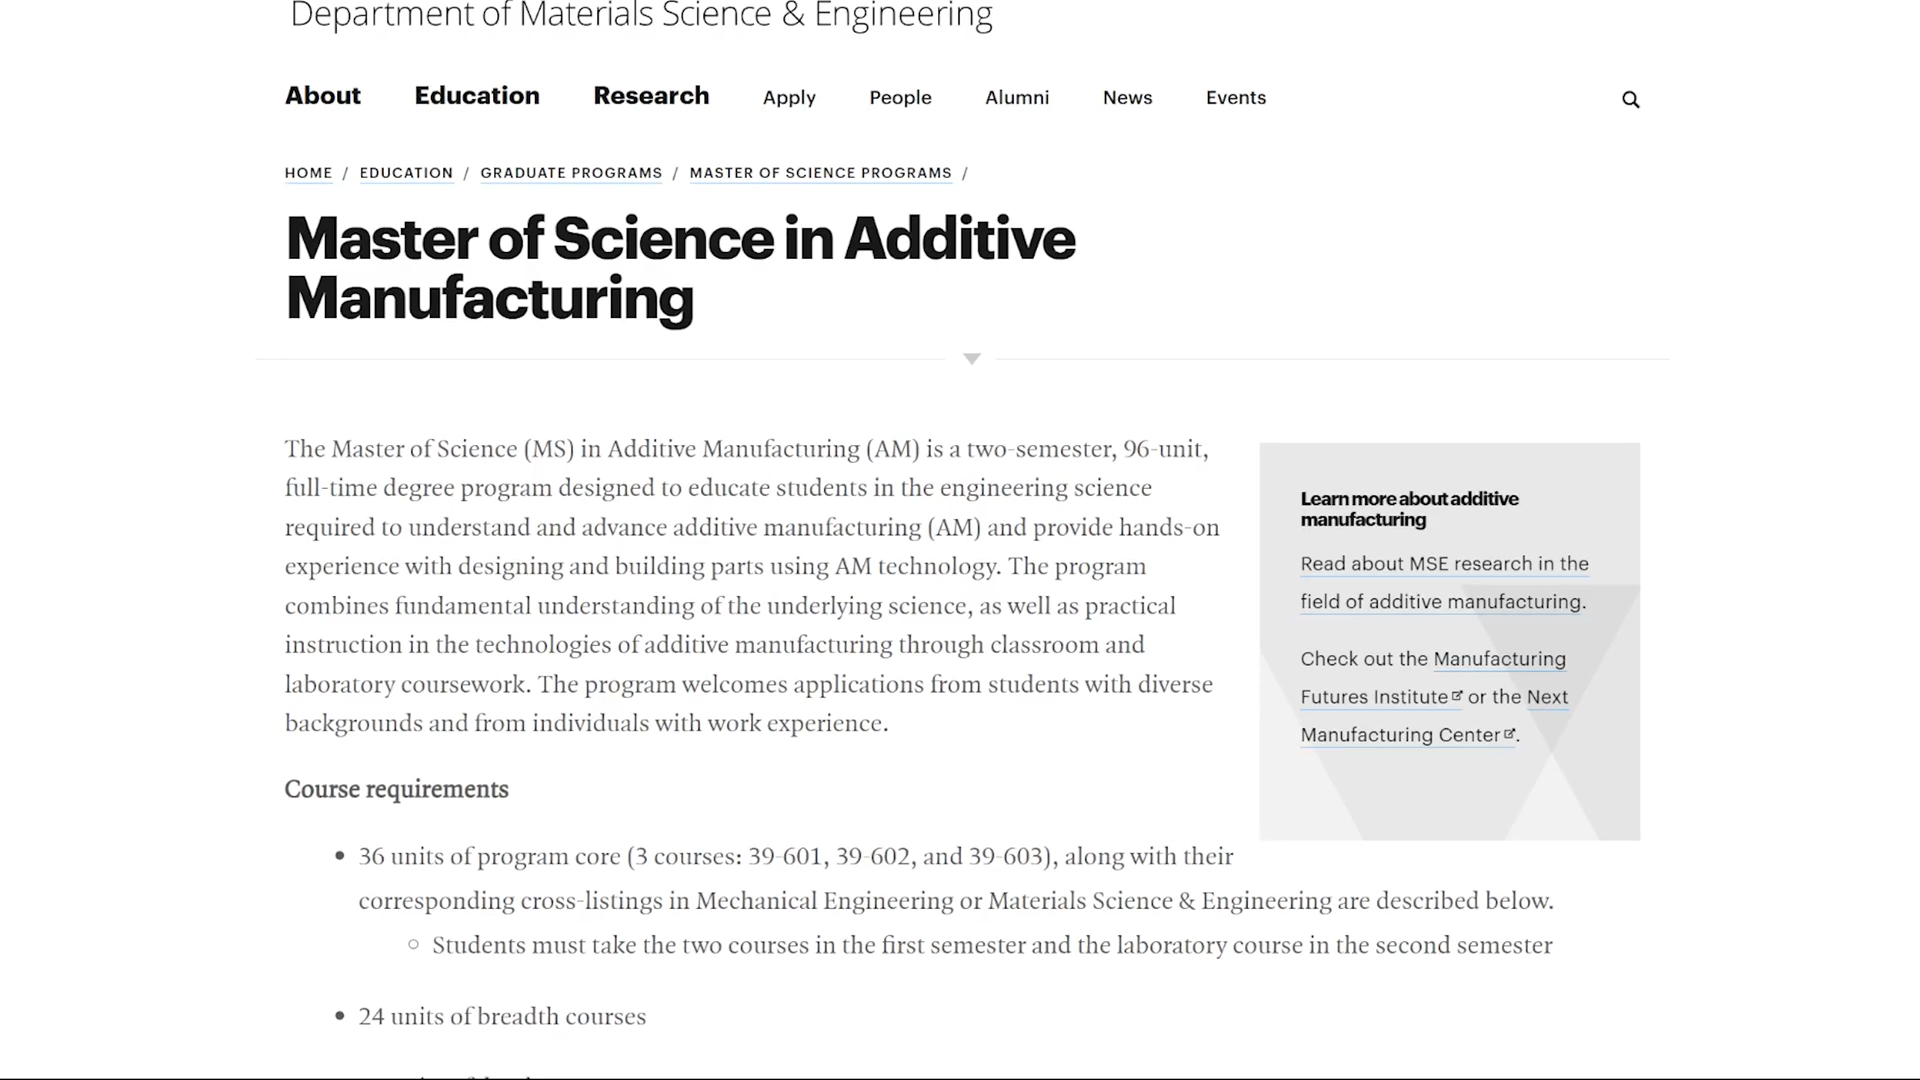 Department of Materials Science & Engineering
About Education Research Apply People Alumni News Events
HOME / EDUCATION / GRADUATE PROGRAMS / MASTER OF SCIENCE PROGRAMS /
Master of Science in Additive
Manufacturing
The Master of Science (MS) in Additive Manufacturing (AM) is a two-semester, 96-unit,
full-time degree program designed to educate students in the engineering science
required to understand and advance additive manufacturing (AM) and provide hands-on
experience with designing and building parts using AM technology. The program
combines fundamental understanding of the underlying science, as well as practical
instruction in the technologies of additive manufacturing through classroom and
laboratory coursework. The program welcomes applications from students with diverse
backgrounds and from individuals with work experience.
Learn more about additive
manufacturing
Read about MSE research in the
field of additive manufacturing.
Check out the Manufacturing
Futures Institute or the Next
Manufacturing Center.
Course requirements
36 units of program core (3 courses: 39-601, 39-602, and 39-603), along with their
corresponding cross-listings in Mechanical Engineering or Materials Science & Engineering are described below.
Students must take the two courses in the first semester and the laboratory course in the second semester
24 units of breadth courses